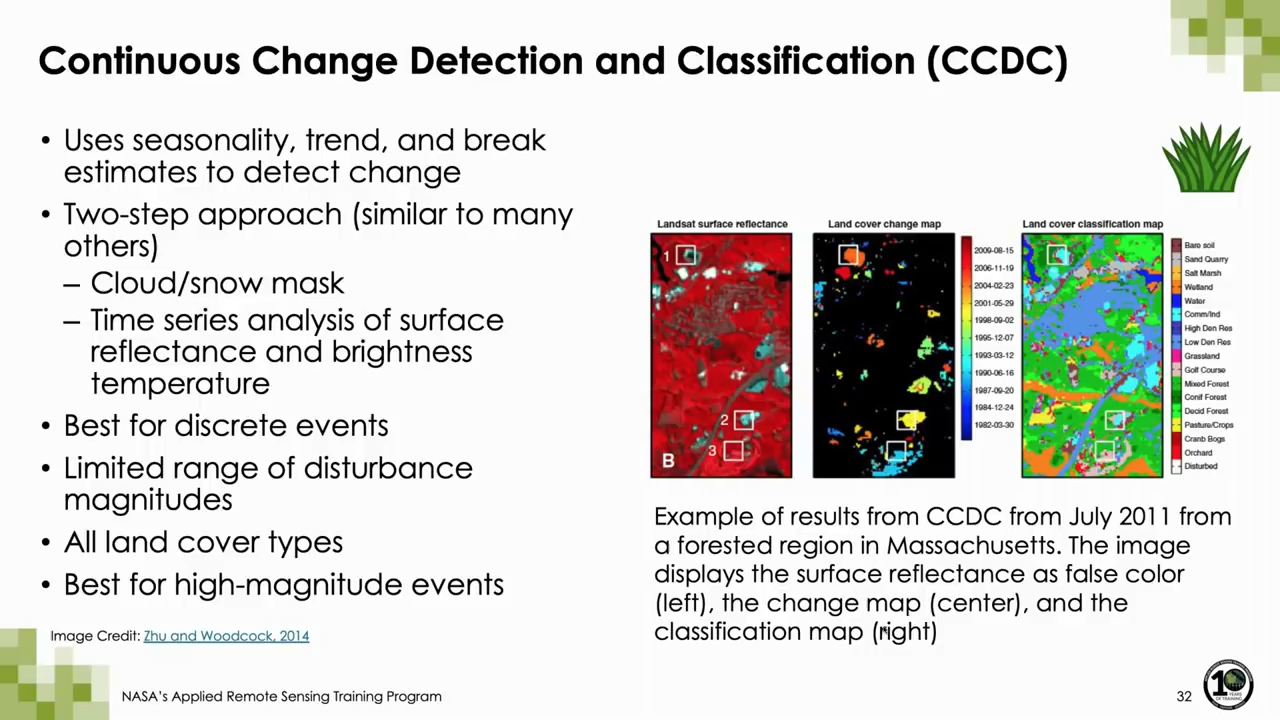 Continuous Change Detection and Classification (CCDC)
• Uses seasonality, trend, and break
estimates to detect change
• Two-step approach (similar to many
others)
– Cloud/snow mask
– Time series analysis of surface
reflectance and brightness
temperature
• Best for discrete events
• Limited range of disturbance
magnitudes
• All land cover types
• Best for high-magnitude events
Image Credit: Zhu and Woodcock, 2014
Landsat surface reflectance
1
2
3
B
Land cover change map
2009-08-15
2006-11-19
2004-02-23
2001-05-29
1998-09-02
1995-12-07
1993-03-12
1990-06-16
1987-09-20
1984-12-24
1982-03-30
Land cover classification map
Bare soil
Sand Quarry
Salt Marsh
Wetland
Water
Comm/Ind
High Den Res
Low Den Res
Grassland
Golf Course
Mixed Forest
Conif Forest
Decid Forest
Pasture/Crops
Cranb Bogs
Orchard
Disturbed
Example of results from CCDC from July 2011 from
a forested region in Massachusetts. The image
displays the surface reflectance as false color
(left), the change map (center), and the
classification map (right)
NASA's Applied Remote Sensing Training Program
32
10
YEARS
OF TRAINING